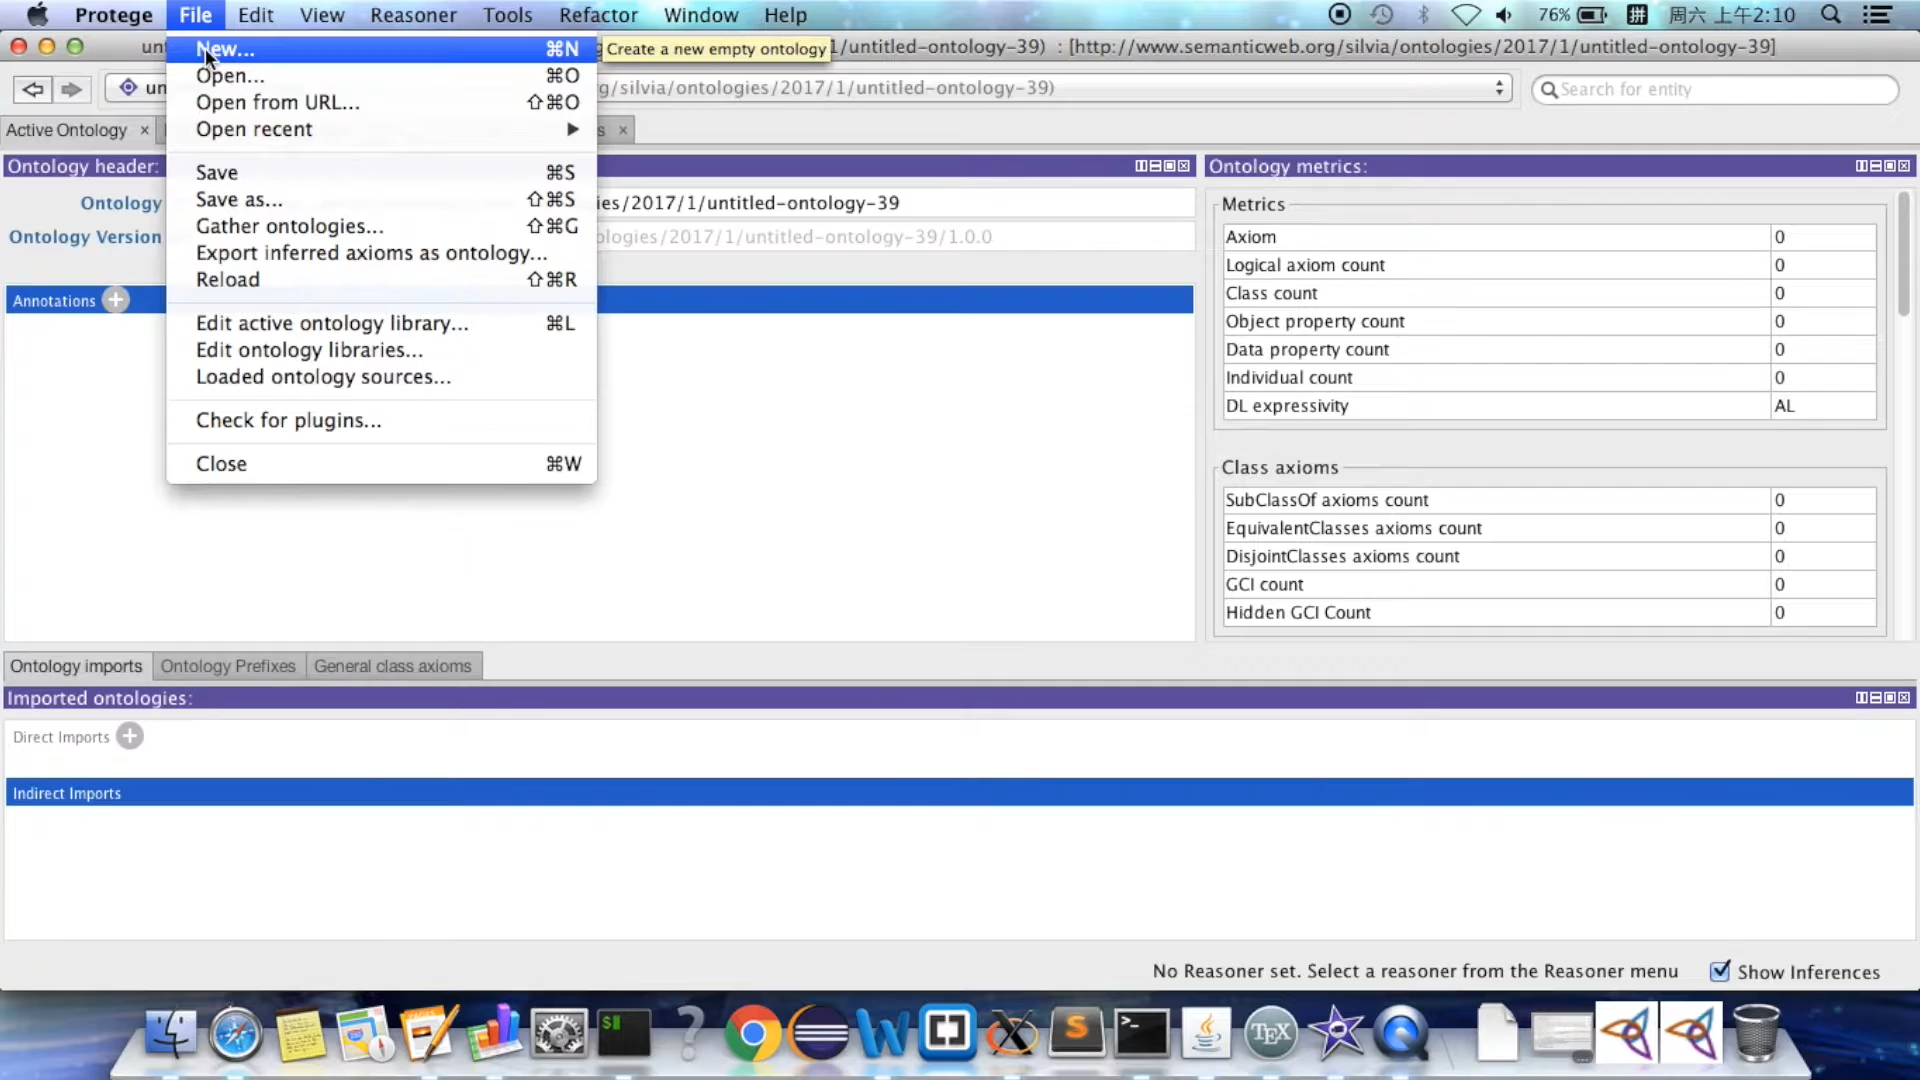 Protege File Edit View Reasoner Tools Refactor Window Help 76% 拼 周六 上午2:10
New... ⌘N
Create a new empty ontology
1/untitled-ontology-39) : [http://www.semanticweb.org/silvia/ontologies/2017/1/untitled-ontology-39]
Open... ⌘O
g/silvia/ontologies/2017/1/untitled-ontology-39)
Search for entity
Open from URL... ⇧⌘O
Open recent
Active Ontology ×
s ×
Ontology header:
Ontology metrics:
Save ⌘S
Save as... ⇧⌘S
Gather ontologies... ⇧⌘G
Export inferred axioms as ontology...
Reload ⇧⌘R
Edit active ontology library... ⌘L
Edit ontology libraries...
Loaded ontology sources...
Check for plugins...
Close ⌘W
Ontology
ies/2017/1/untitled-ontology-39
Ontology Version
ologies/2017/1/untitled-ontology-39/1.0.0
Annotations
Metrics
Axiom 0
Logical axiom count 0
Class count 0
Object property count 0
Data property count 0
Individual count 0
DL expressivity AL
Class axioms
SubClassOf axioms count 0
EquivalentClasses axioms count 0
DisjointClasses axioms count 0
GCI count 0
Hidden GCI Count 0
Ontology imports Ontology Prefixes General class axioms
Imported ontologies:
Direct Imports
Indirect Imports
No Reasoner set. Select a reasoner from the Reasoner menu Show Inferences
TEX